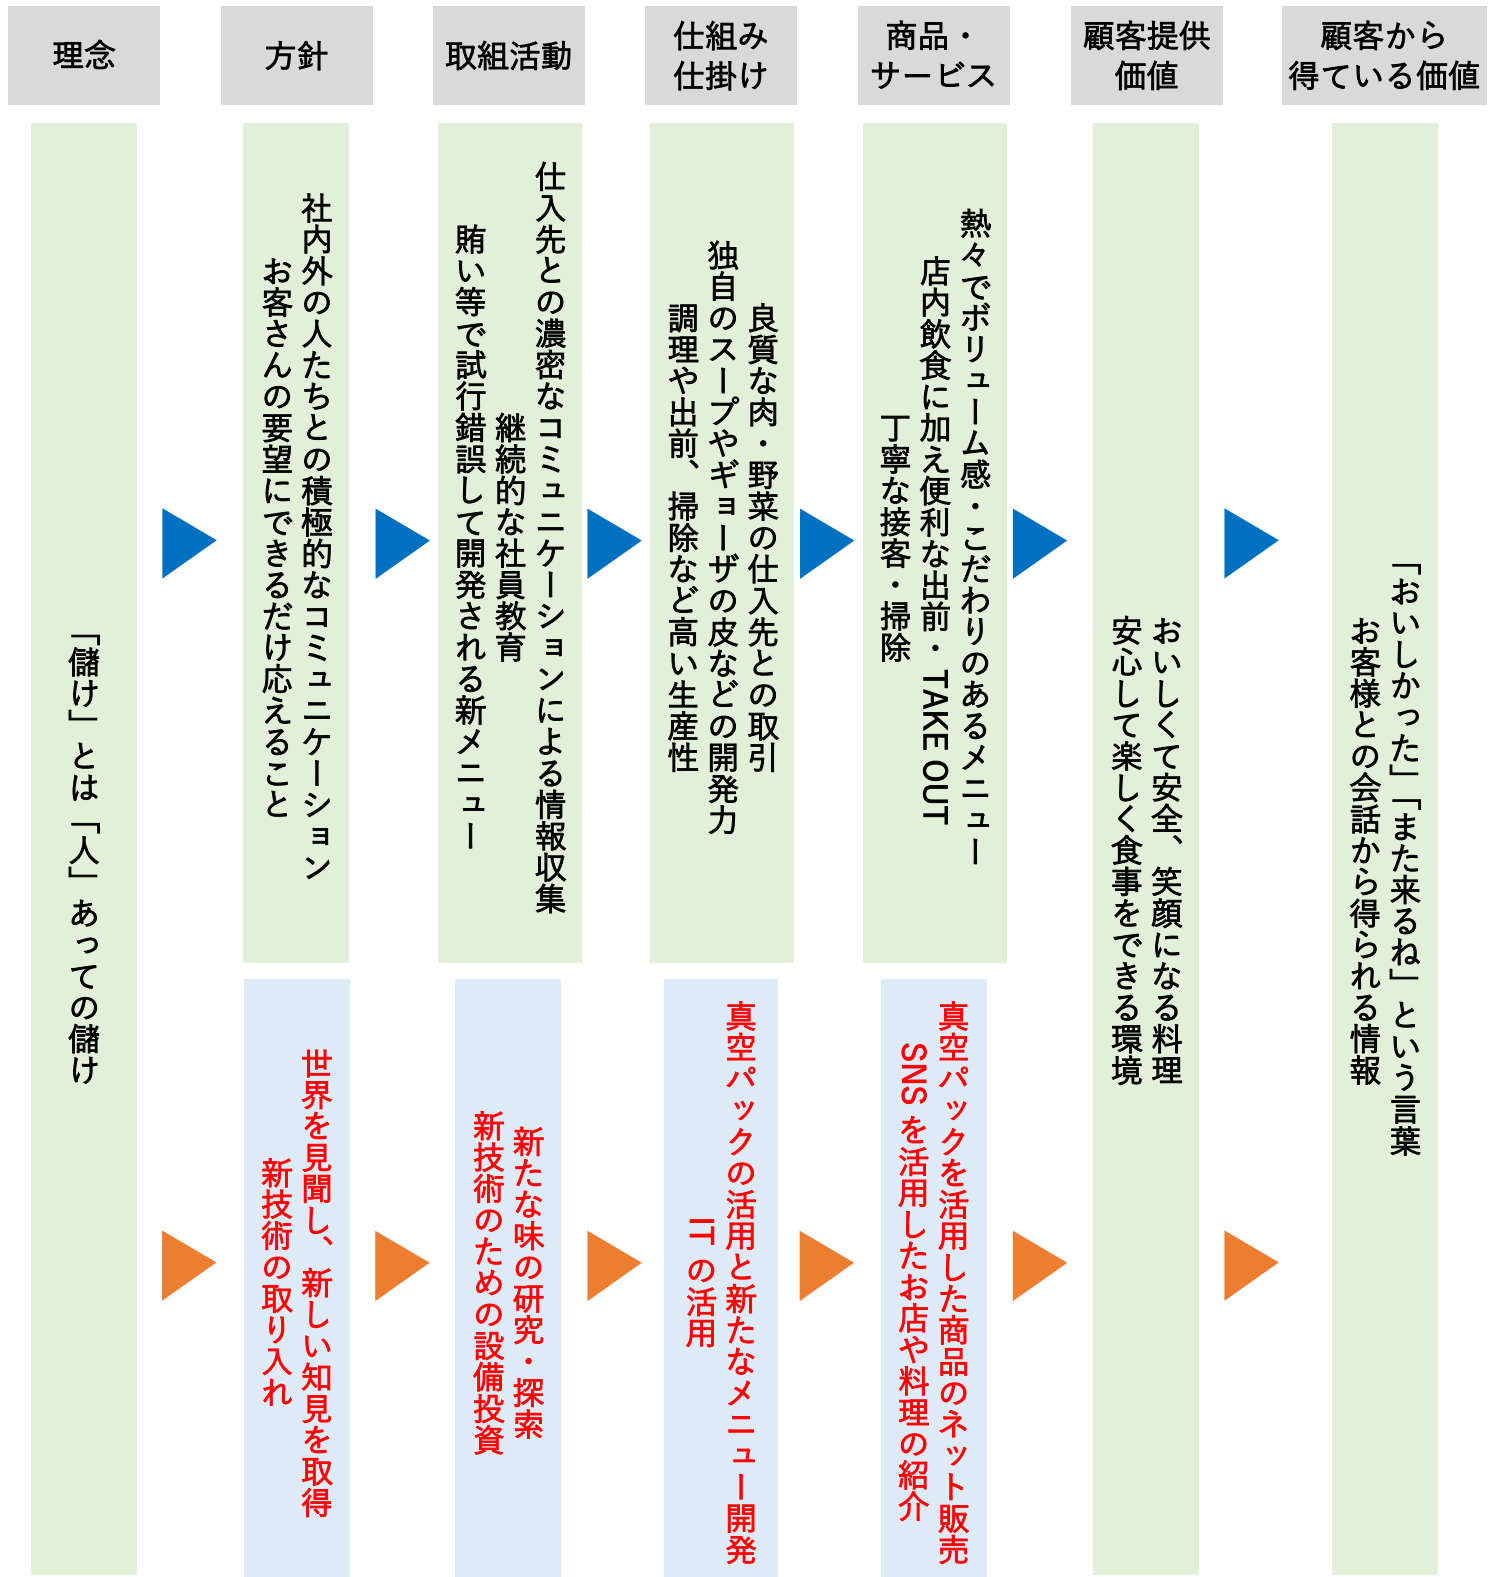 理念
方針
取組活動
仕組み
仕掛け
商品・
サービス
顧客提供
価値
顧客から
得ている価値
「儲け」とは「人」あっての儲け
社内外の人たちとの積極的なコミュニケーション
お客さんの要望にできるだけ応えること
仕入先との濃密なコミュニケーションによる情報収集
継続的な社員教育
賄い等で試行錯誤して開発される新メニュー
良質な肉・野菜の仕入先との取引
独自のスープやギョーザの皮などの開発力
調理や出前、掃除など高い生産性
熱々でボリューム感・こだわりのあるメニュー
店内飲食に加え便利な出前・TAKE OUT
丁寧な接客・掃除
おいしくて安全、笑顔になる料理
安心して楽しく食事をできる環境
「おいしかった」「また来るね」という言葉
お客様との会話から得られる情報
世界を見聞し、新しい知見を取得
新技術の取り入れ
新たな味の研究・探索
新技術のための設備投資
真空パックの活用と新たなメニュー開発
ITの活用
真空パックを活用した商品のネット販売
SNSを活用したお店や料理の紹介